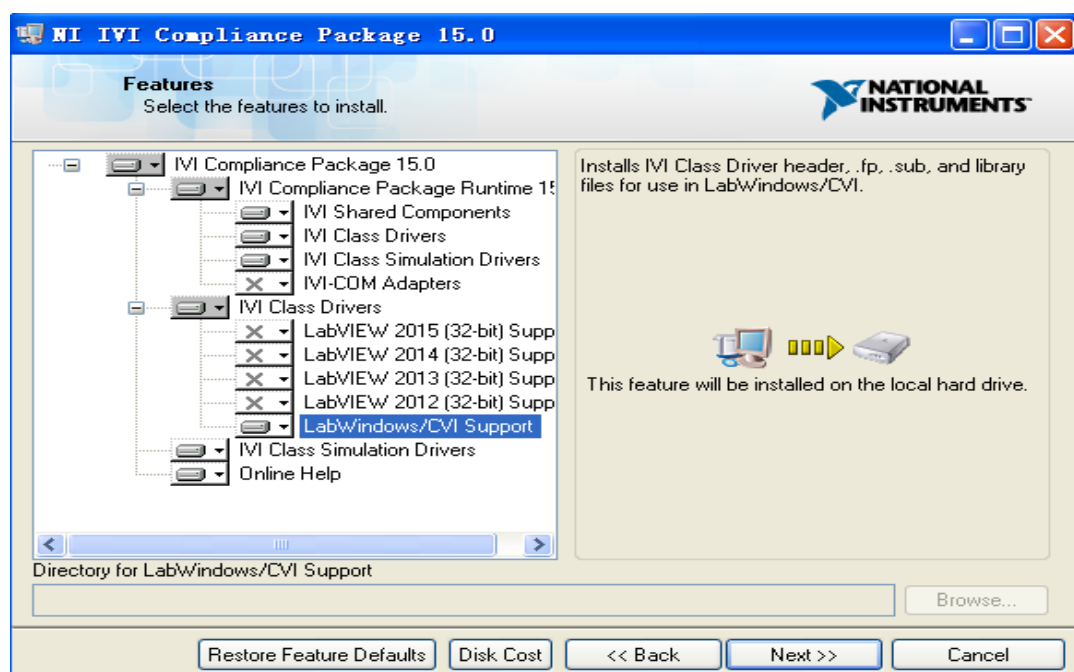 NI IVI Compliance Package 15.0
Features
Select the features to install.
NATIONAL
INSTRUMENTS
IVI Compliance Package 15.0
IVI Compliance Package Runtime 15
IVI Shared Components
IVI Class Drivers
IVI Class Simulation Drivers
IVI-COM Adapters
IVI Class Drivers
LabVIEW 2015 (32-bit) Supp
LabVIEW 2014 (32-bit) Supp
LabVIEW 2013 (32-bit) Supp
LabVIEW 2012 (32-bit) Supp
LabWindows/CVI Support
IVI Class Simulation Drivers
Online Help
Installs IVI Class Driver header, .fp, .sub, and library
files for use in LabWindows/CVI.
This feature will be installed on the local hard drive.
Directory for LabWindows/CVI Support
Browse...
Restore Feature Defaults
Disk Cost
<< Back
Next >>
Cancel